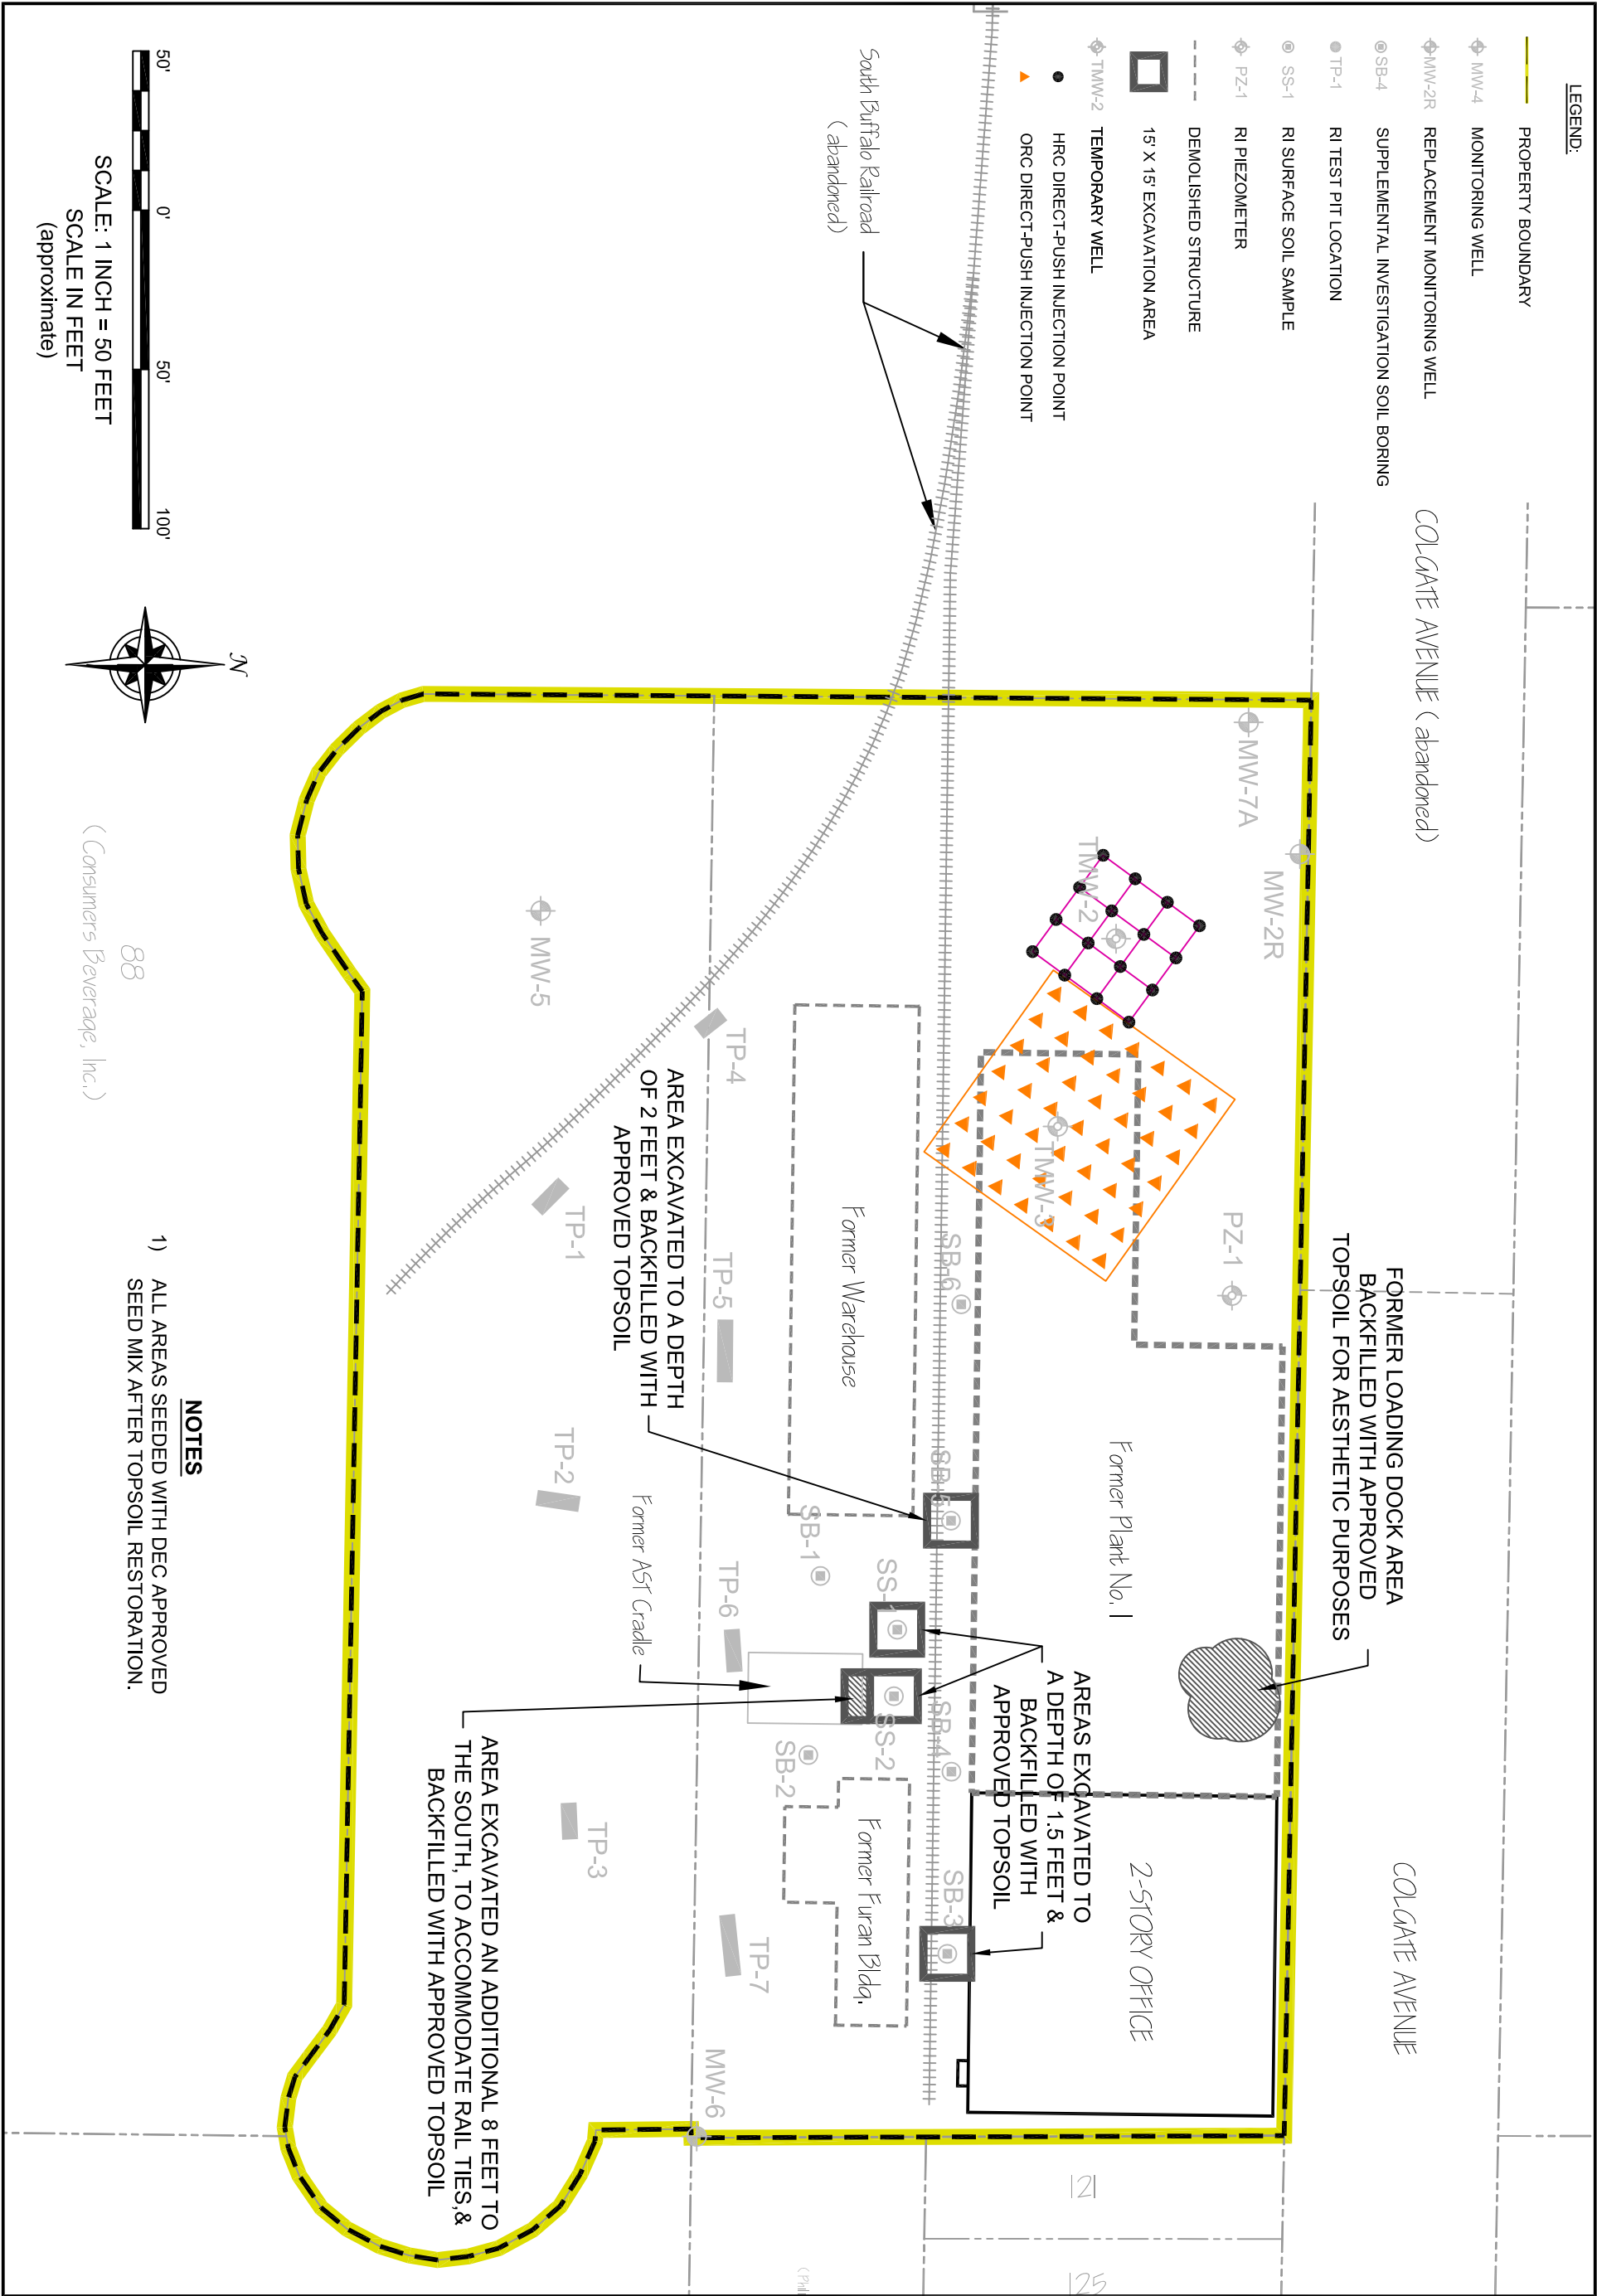 LEGEND:
PROPERTY BOUNDARY
MW-4 MONITORING WELL
MW-2R REPLACEMENT MONITORING WELL
SB-4 SUPPLEMENTAL INVESTIGATION SOIL BORING
TP-1 RI TEST PIT LOCATION
SS-1 RI SURFACE SOIL SAMPLE
PZ-1 RI PIEZOMETER
DEMOLISHED STRUCTURE
15' X 15' EXCAVATION AREA
TMW-2 TEMPORARY WELL
HRC DIRECT-PUSH INJECTION POINT
ORC DIRECT-PUSH INJECTION POINT
COLGATE AVENUE (abandoned)
COLGATE AVENUE
FORMER LOADING DOCK AREA
BACKFILLED WITH APPROVED
TOPSOIL FOR AESTHETIC PURPOSES
MW-7A
MW-2R
PZ-1
TMW-2
TMW-3
Former Plant No. 1
2-STORY OFFICE
121
125
AREAS EXCAVATED TO
A DEPTH OF 1.5 FEET &
BACKFILLED WITH
APPROVED TOPSOIL
South Buffalo Railroad
(abandoned)
SB-6
SB-5
SB-4
SB-3
Former Warehouse
SS-1
SS-2
Former Furan Bldg.
SB-1
SB-2
TP-4
TP-5
TP-6
TP-7
MW-6
AREA EXCAVATED TO A DEPTH
OF 2 FEET & BACKFILLED WITH
APPROVED TOPSOIL
Former AST Cradle
MW-5
TP-1
TP-2
TP-3
AREA EXCAVATED AN ADDITIONAL 8 FEET TO
THE SOUTH, TO ACCOMMODATE RAIL TIES,&
BACKFILLED WITH APPROVED TOPSOIL
50' 0' 50' 100'
SCALE: 1 INCH = 50 FEET
SCALE IN FEET
(approximate)
N
88
(Consumers Beverage, Inc.)
NOTES
1) ALL AREAS SEEDED WITH DEC APPROVED
SEED MIX AFTER TOPSOIL RESTORATION.